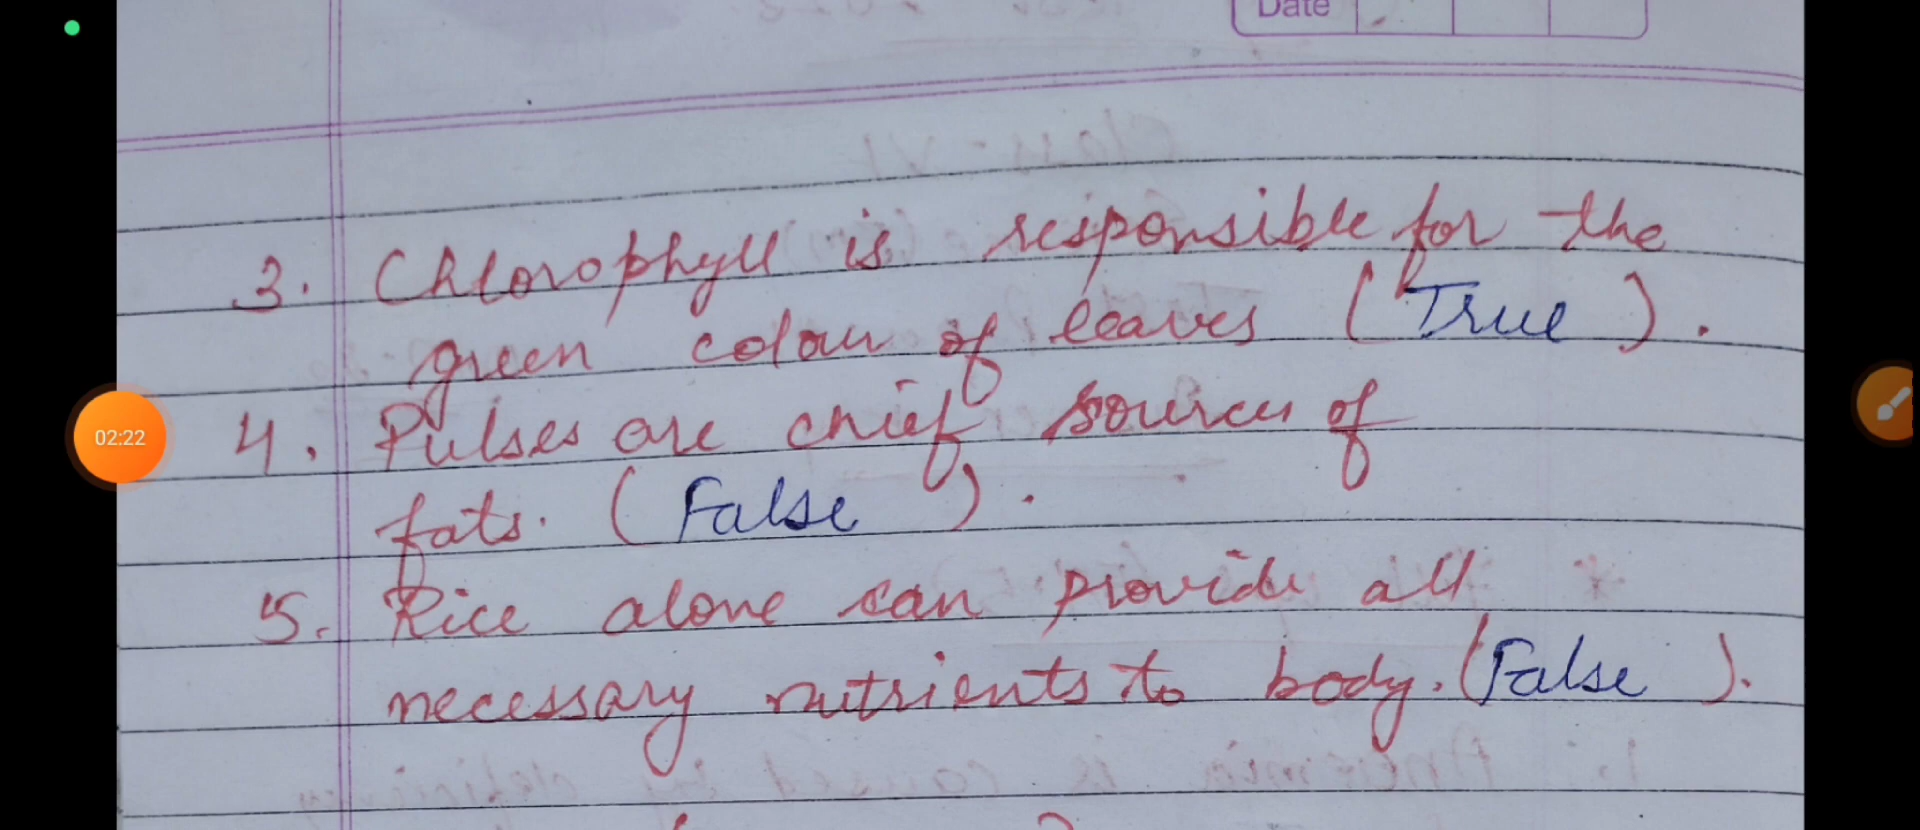 Date
3. Chlorophyll is responsible for the
green colour of leaves (True).
4. Pulses are chief sources of
fats. (False).
5. Rice alone can provide all
necessary nutrients to body. (False).
02:22